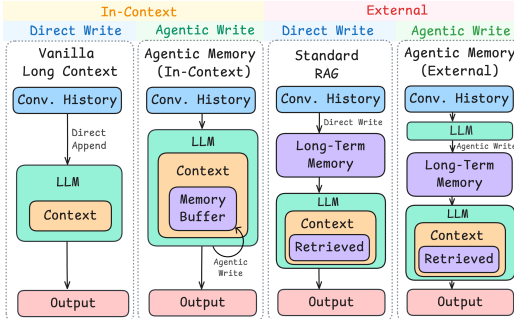 In-Context
External
Direct Write
Agentic Write
Direct Write
Agentic Write
Vanilla
Long Context
Conv. History
Direct
Append
LLM
Context
Output
Agentic Memory
(In-Context)
Conv. History
LLM
Context
Memory
Buffer
Agentic
Write
Output
Standard
RAG
Conv. History
Direct Write
Long-Term
Memory
LLM
Context
Retrieved
Output
Agentic Memory
(External)
Conv. History
LLM
Agentic Write
Long-Term
Memory
LLM
Context
Retrieved
Output